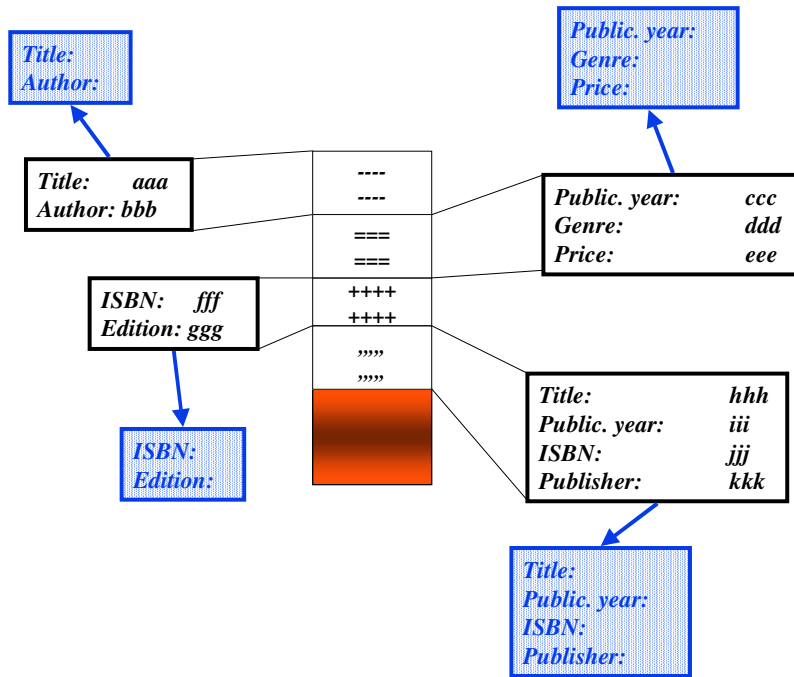 Title:
Author:
Public. year:
Genre:
Price:
Title: aaa
Author: bbb
----
----
Public. year: ccc
Genre: ddd
Price: eee
===
===
ISBN: fff
Edition: ggg
++++
++++
,,,,,
,,,,,
Title: hhh
Public. year: iii
ISBN: jjj
Publisher: kkk
ISBN:
Edition:
Title:
Public. year:
ISBN:
Publisher: